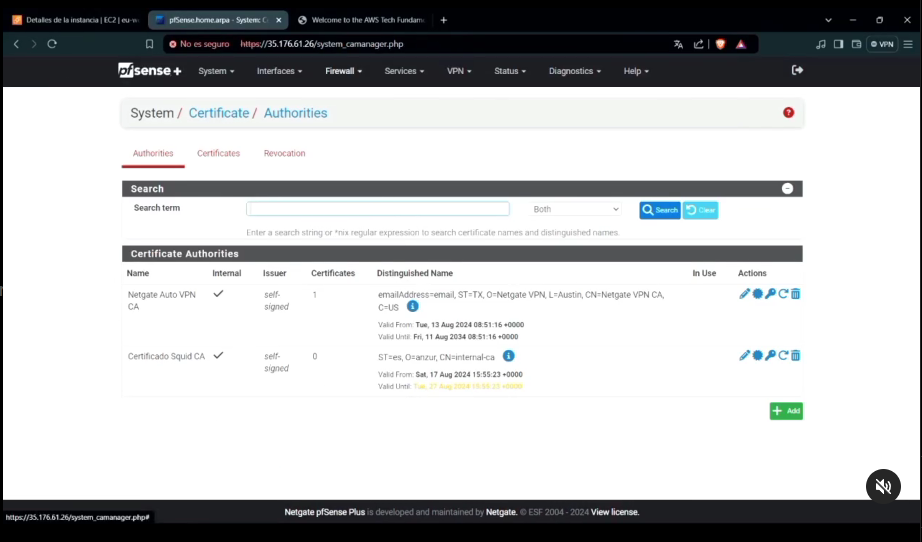 Detalles de la instancia | EC2 | eu-w
pfSense.home.arpa - System: C
Welcome to the AWS Tech Fundam
No es seguro https://35.176.61.26/system_camanager.php
VPN
pfsense +
System
Interfaces
Firewall
Services
VPN
Status
Diagnostics
Help
System / Certificate / Authorities
Authorities
Certificates
Revocation
Search
Search term
Both
Search
Clear
Enter a search string or *nix regular expression to search certificate names and distinguished names.
Certificate Authorities
Name Internal Issuer Certificates Distinguished Name In Use Actions
Netgate Auto VPN
CA
self-
signed
1
emailAddress=email, ST=TX, O=Netgate VPN, L=Austin, CN=Netgate VPN CA,
C=US
Valid From: Tue, 13 Aug 2024 08:51:16 +0000
Valid Until: Fri, 11 Aug 2034 08:51:16 +0000
Certificado Squid CA
self-
signed
0
ST=es, O=anzur, CN=internal-ca
Valid From: Sat, 17 Aug 2024 15:55:23 +0000
Valid Until: Tue, 27 Aug 2024 15:55:23 +0000
Add
Netgate pfSense Plus is developed and maintained by Netgate. © ESF 2004 - 2024 View license.
https://35.176.61.26/system_camanager.php#